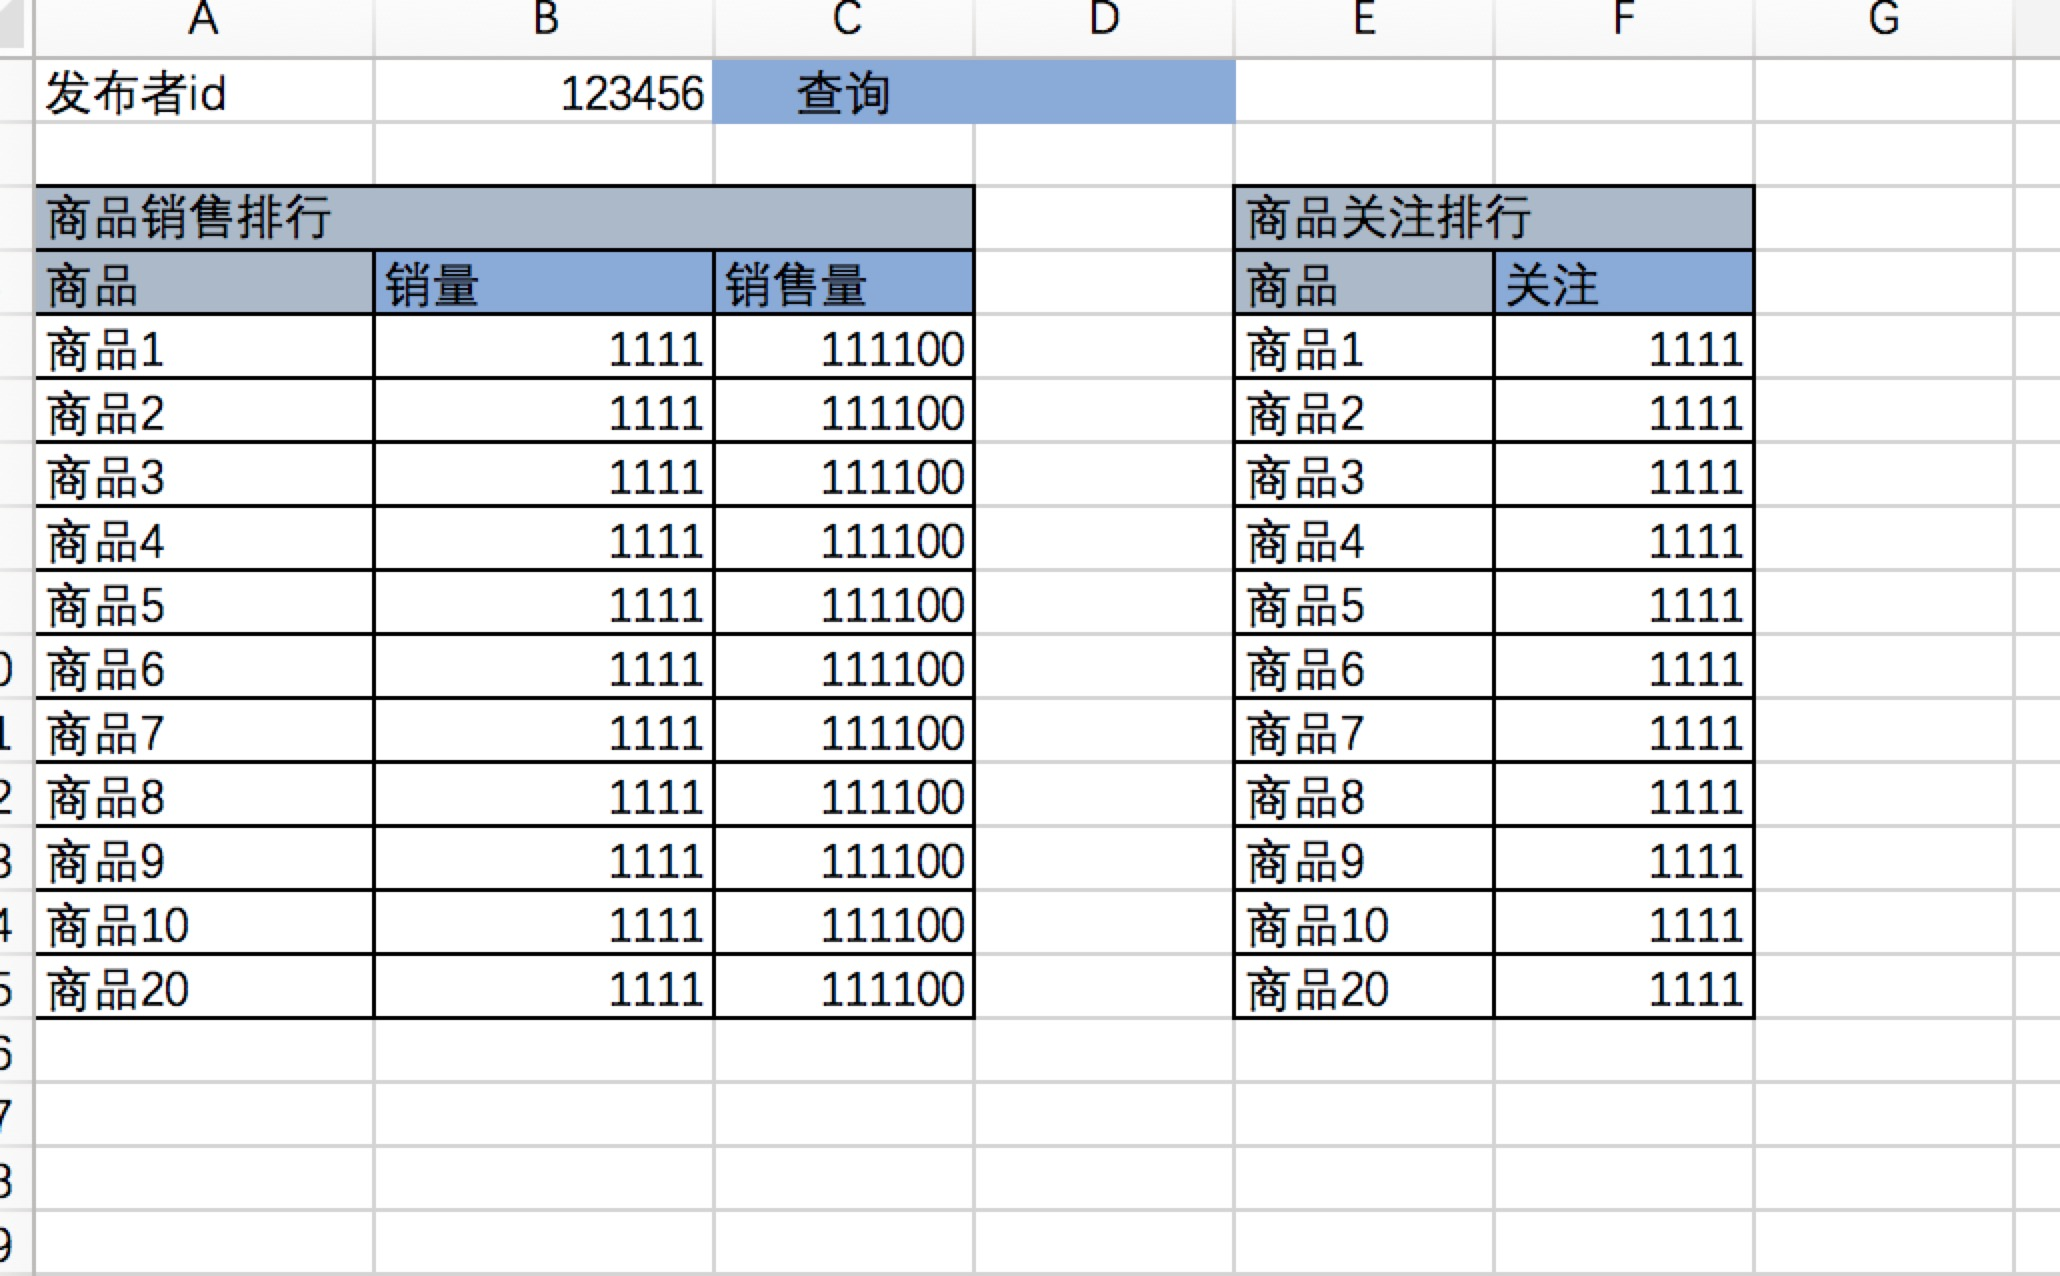 A B C D E F G
发布者id 123456 查询
商品销售排行 商品关注排行
商品 销量 销售量 商品 关注
商品1 1111 111100 商品1 1111
商品2 1111 111100 商品2 1111
商品3 1111 111100 商品3 1111
商品4 1111 111100 商品4 1111
商品5 1111 111100 商品5 1111
商品6 1111 111100 商品6 1111
商品7 1111 111100 商品7 1111
商品8 1111 111100 商品8 1111
商品9 1111 111100 商品9 1111
商品10 1111 111100 商品10 1111
商品20 1111 111100 商品20 1111